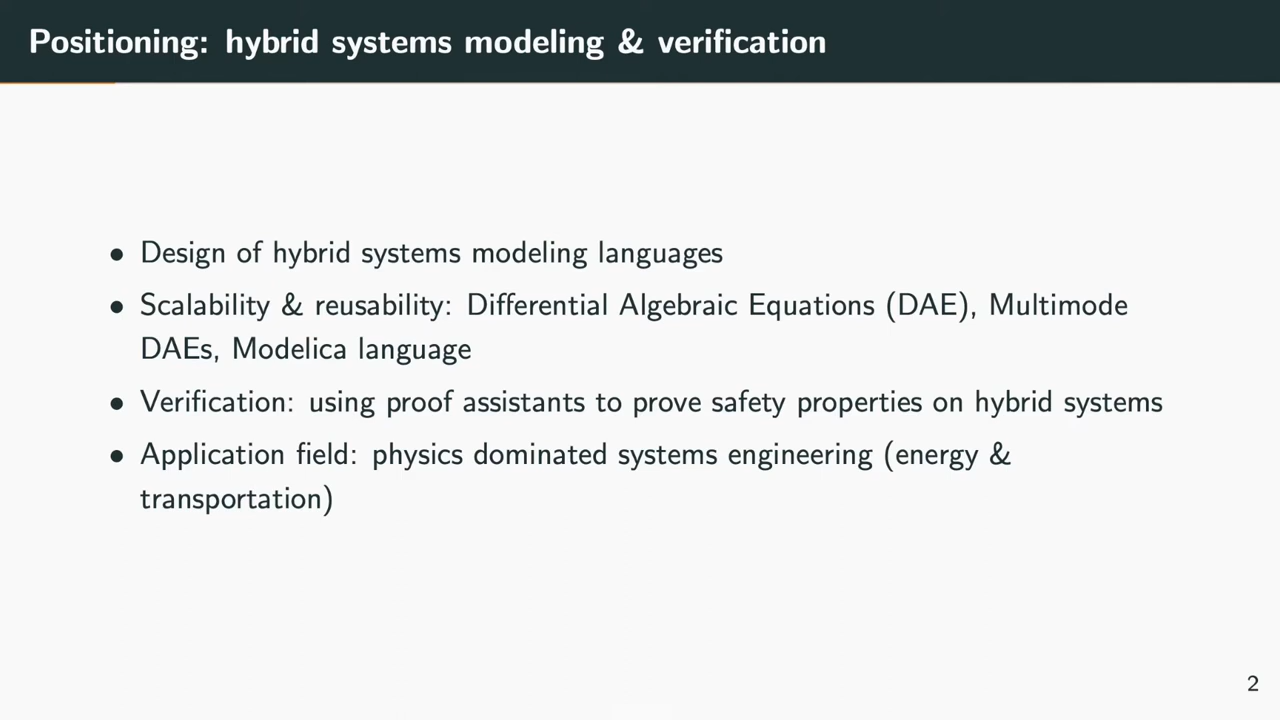 Positioning: hybrid systems modeling & verification
• Design of hybrid systems modeling languages
• Scalability & reusability: Differential Algebraic Equations (DAE), Multimode
DAEs, Modelica language
• Verification: using proof assistants to prove safety properties on hybrid systems
• Application field: physics dominated systems engineering (energy &
transportation)
2